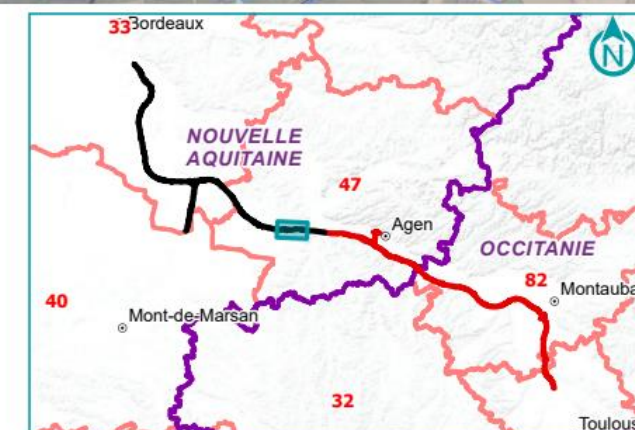 33
Bordeaux
N
NOUVELLE
AQUITAINE
47
Agen
OCCITANIE
82
Montauba
40
Mont-de-Marsan
32
Toulous